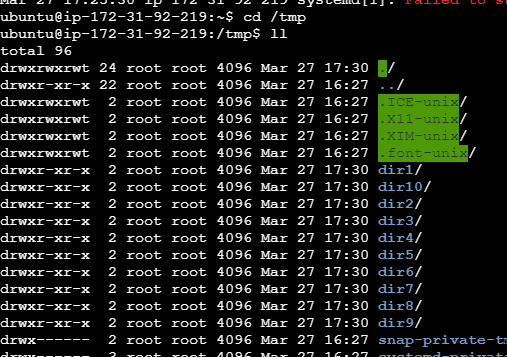 Mar 27 17:25:30 ip-172-31-92-219 systemd[1]: Failed to s
ubuntu@ip-172-31-92-219:~$ cd /tmp
ubuntu@ip-172-31-92-219:/tmp$ ll
total 96
drwxrwxrwt 24 root root 4096 Mar 27 17:30 ./
drwxr-xr-x 22 root root 4096 Mar 27 16:27 ../
drwxrwxrwt 2 root root 4096 Mar 27 16:27 .ICE-unix/
drwxrwxrwt 2 root root 4096 Mar 27 16:27 .X11-unix/
drwxrwxrwt 2 root root 4096 Mar 27 16:27 .XIM-unix/
drwxrwxrwt 2 root root 4096 Mar 27 16:27 .font-unix/
drwxr-xr-x 2 root root 4096 Mar 27 17:30 dir1/
drwxr-xr-x 2 root root 4096 Mar 27 17:30 dir10/
drwxr-xr-x 2 root root 4096 Mar 27 17:30 dir2/
drwxr-xr-x 2 root root 4096 Mar 27 17:30 dir3/
drwxr-xr-x 2 root root 4096 Mar 27 17:30 dir4/
drwxr-xr-x 2 root root 4096 Mar 27 17:30 dir5/
drwxr-xr-x 2 root root 4096 Mar 27 17:30 dir6/
drwxr-xr-x 2 root root 4096 Mar 27 17:30 dir7/
drwxr-xr-x 2 root root 4096 Mar 27 17:30 dir8/
drwxr-xr-x 2 root root 4096 Mar 27 17:30 dir9/
drwx------ 2 root root 4096 Mar 27 16:27 snap-private-tm
drwx------ 3 root root 4096 Mar 27 16:27 systemd-private